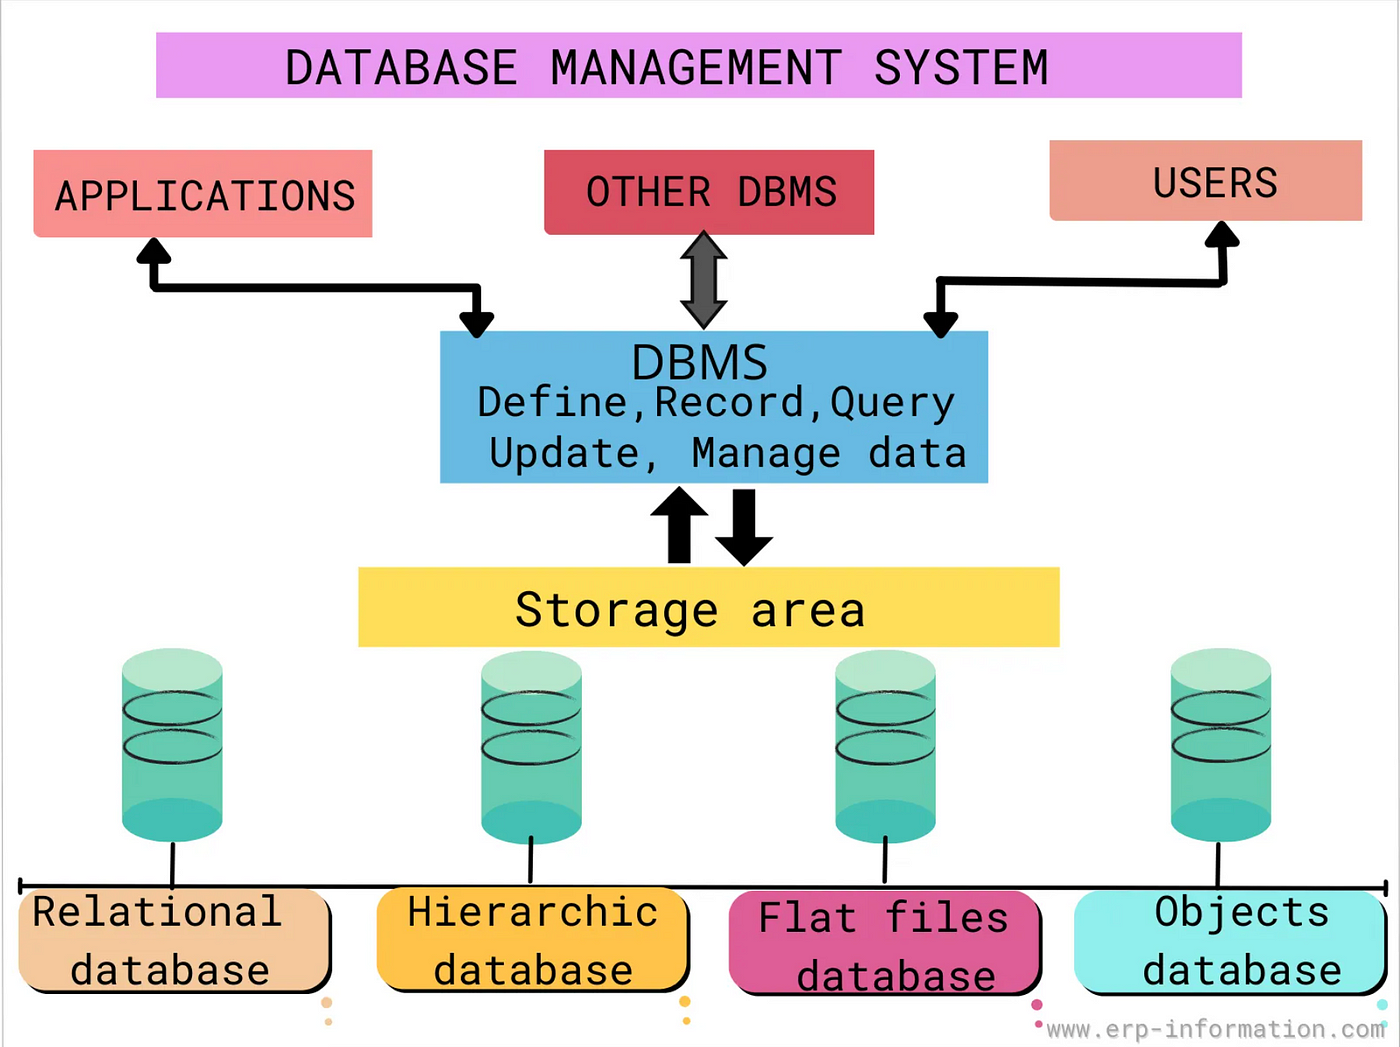 DATABASE MANAGEMENT SYSTEM
APPLICATIONS
OTHER DBMS
USERS
DBMS
Define,Record,Query
Update, Manage data
Storage area
Relational
database
Hierarchic
database
Flat files
database
Objects
database
www.erp-information.com